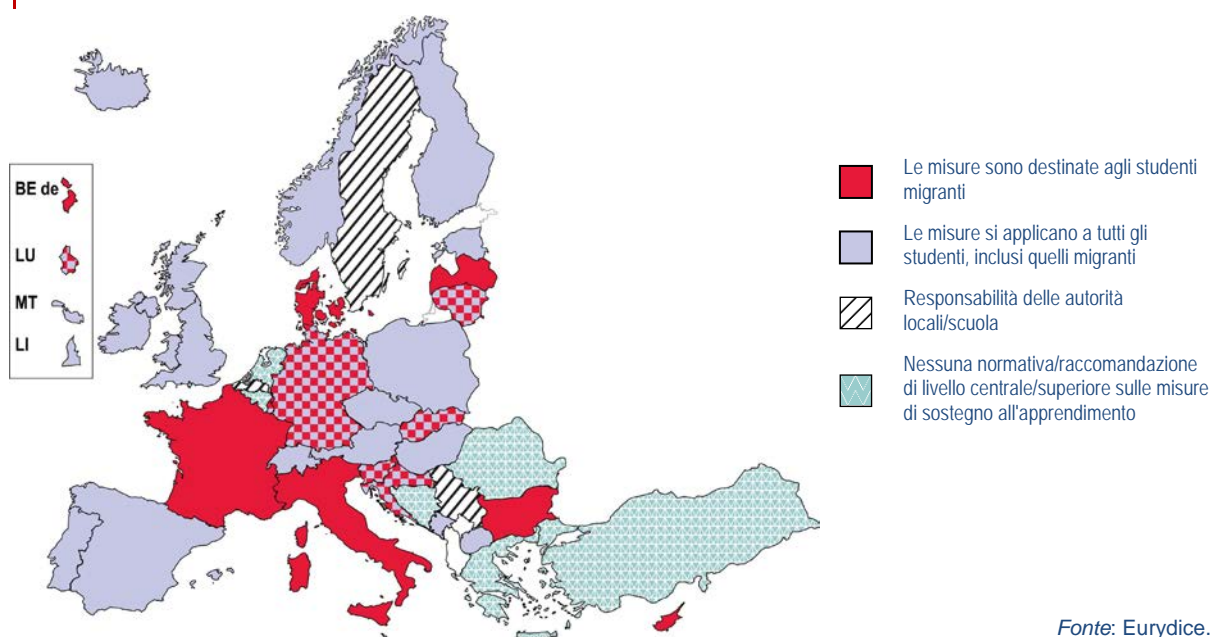 BE de
LU
MT
LI
Le misure sono destinate agli studenti
migranti
Le misure si applicano a tutti gli
studenti, inclusi quelli migranti
Responsabilità delle autorità
locali/scuola
Nessuna normativa/raccomandazione
di livello centrale/superiore sulle misure
di sostegno all'apprendimento
Fonte: Eurydice.